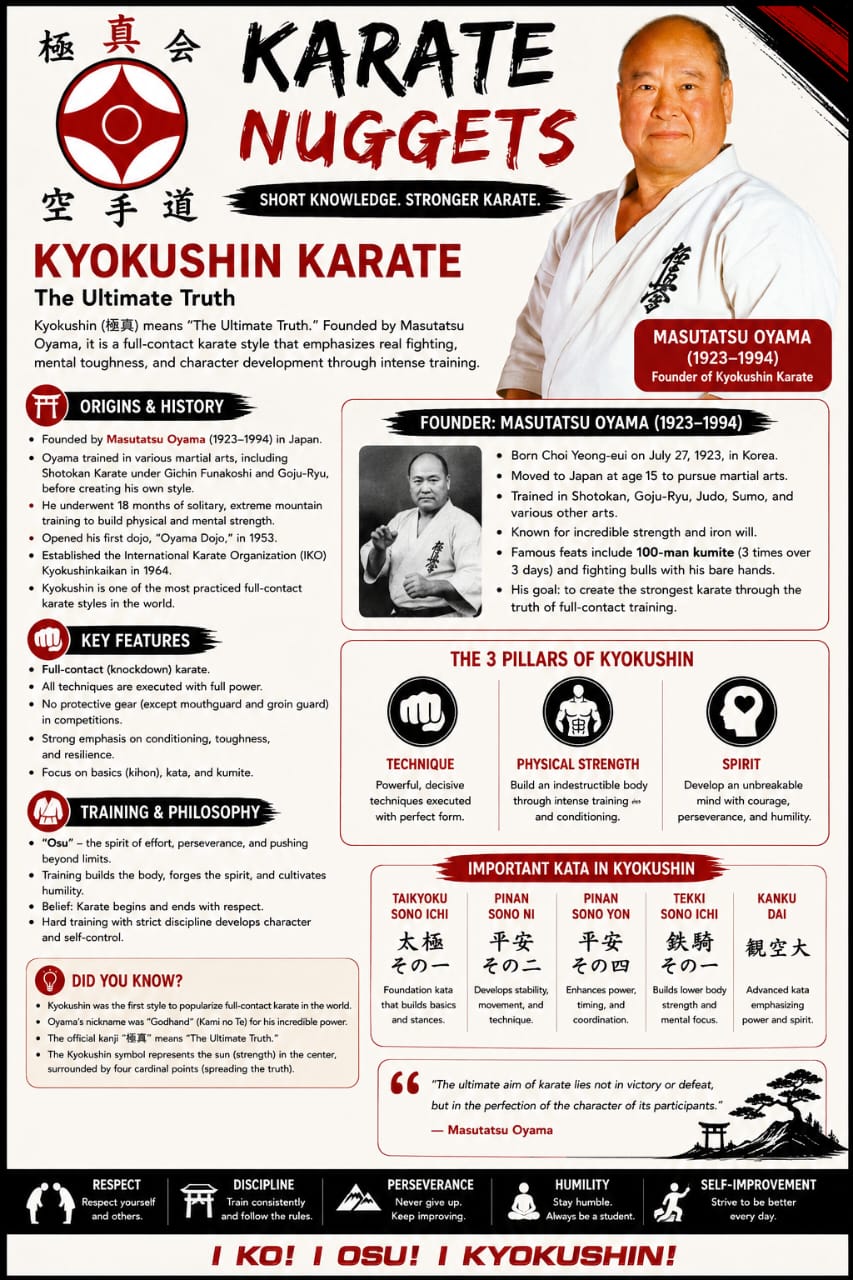 極 真 会
空 手 道
KARATE
NUGGETS
SHORT KNOWLEDGE. STRONGER KARATE.
KYOKUSHIN KARATE
The Ultimate Truth
Kyokushin (極真) means “The Ultimate Truth.” Founded by Masutatsu
Oyama, it is a full-contact karate style that emphasizes real fighting,
mental toughness, and character development through intense training.
MASUTATSU OYAMA
(1923–1994)
Founder of Kyokushin Karate
ORIGINS & HISTORY
• Founded by Masutatsu Oyama (1923–1994) in Japan.
• Oyama trained in various martial arts, including
Shotokan Karate under Gichin Funakoshi and Goju-Ryu,
before creating his own style.
• He underwent 18 months of solitary, extreme mountain
training to build physical and mental strength.
• Opened his first dojo, “Oyama Dojo,” in 1953.
• Established the International Karate Organization (IKO)
Kyokushinkaikan in 1964.
• Kyokushin is one of the most practiced full-contact
karate styles in the world.
KEY FEATURES
• Full-contact (knockdown) karate.
• All techniques are executed with full power.
• No protective gear (except mouthguard and groin guard)
in competitions.
• Strong emphasis on conditioning, toughness,
and resilience.
• Focus on basics (kihon), kata, and kumite.
TRAINING & PHILOSOPHY
• “Osu” – the spirit of effort, perseverance, and pushing
beyond limits.
• Training builds the body, forges the spirit, and cultivates
humility.
• Belief: Karate begins and ends with respect.
• Hard training with strict discipline develops character
and self-control.
DID YOU KNOW?
• Kyokushin was the first style to popularize full-contact karate in the world.
• Oyama’s nickname was “Godhand” (Kami no Te) for his incredible power.
• The official kanji “極真” means “The Ultimate Truth.”
• The Kyokushin symbol represents the sun (strength) in the center,
surrounded by four cardinal points (spreading the truth).
FOUNDER: MASUTATSU OYAMA (1923–1994)
• Born Choi Yeong-eui on July 27, 1923, in Korea.
• Moved to Japan at age 15 to pursue martial arts.
• Trained in Shotokan, Goju-Ryu, Judo, Sumo, and
various other arts.
• Known for incredible strength and iron will.
• Famous feats include 100-man kumite (3 times over
3 days) and fighting bulls with his bare hands.
• His goal: to create the strongest karate through the
truth of full-contact training.
THE 3 PILLARS OF KYOKUSHIN
TECHNIQUE
Powerful, decisive
techniques executed
with perfect form.
PHYSICAL STRENGTH
Build an indestructible body
through intense training
and conditioning.
SPIRIT
Develop an unbreakable
mind with courage,
perseverance, and humility.
IMPORTANT KATA IN KYOKUSHIN
TAIKYOKU
SONO ICHI
太極
その一
Foundation kata
that builds basics
and stances.
PINAN
SONO NI
平安
その二
Develops stability,
movement, and
technique.
PINAN
SONO YON
平安
その四
Enhances power,
timing, and
coordination.
TEKKI
SONO ICHI
鉄騎
その一
Builds lower body
strength and
mental focus.
KANKU
DAI
観空大
Advanced kata
emphasizing
power and spirit.
“The ultimate aim of karate lies not in victory or defeat,
but in the perfection of the character of its participants.”
— Masutatsu Oyama
RESPECT
Respect yourself
and others.
DISCIPLINE
Train consistently
and follow the rules.
PERSEVERANCE
Never give up.
Keep improving.
HUMILITY
Stay humble.
Always be a student.
SELF-IMPROVEMENT
Strive to be better
every day.
I KO! I OSU! I KYOKUSHIN!